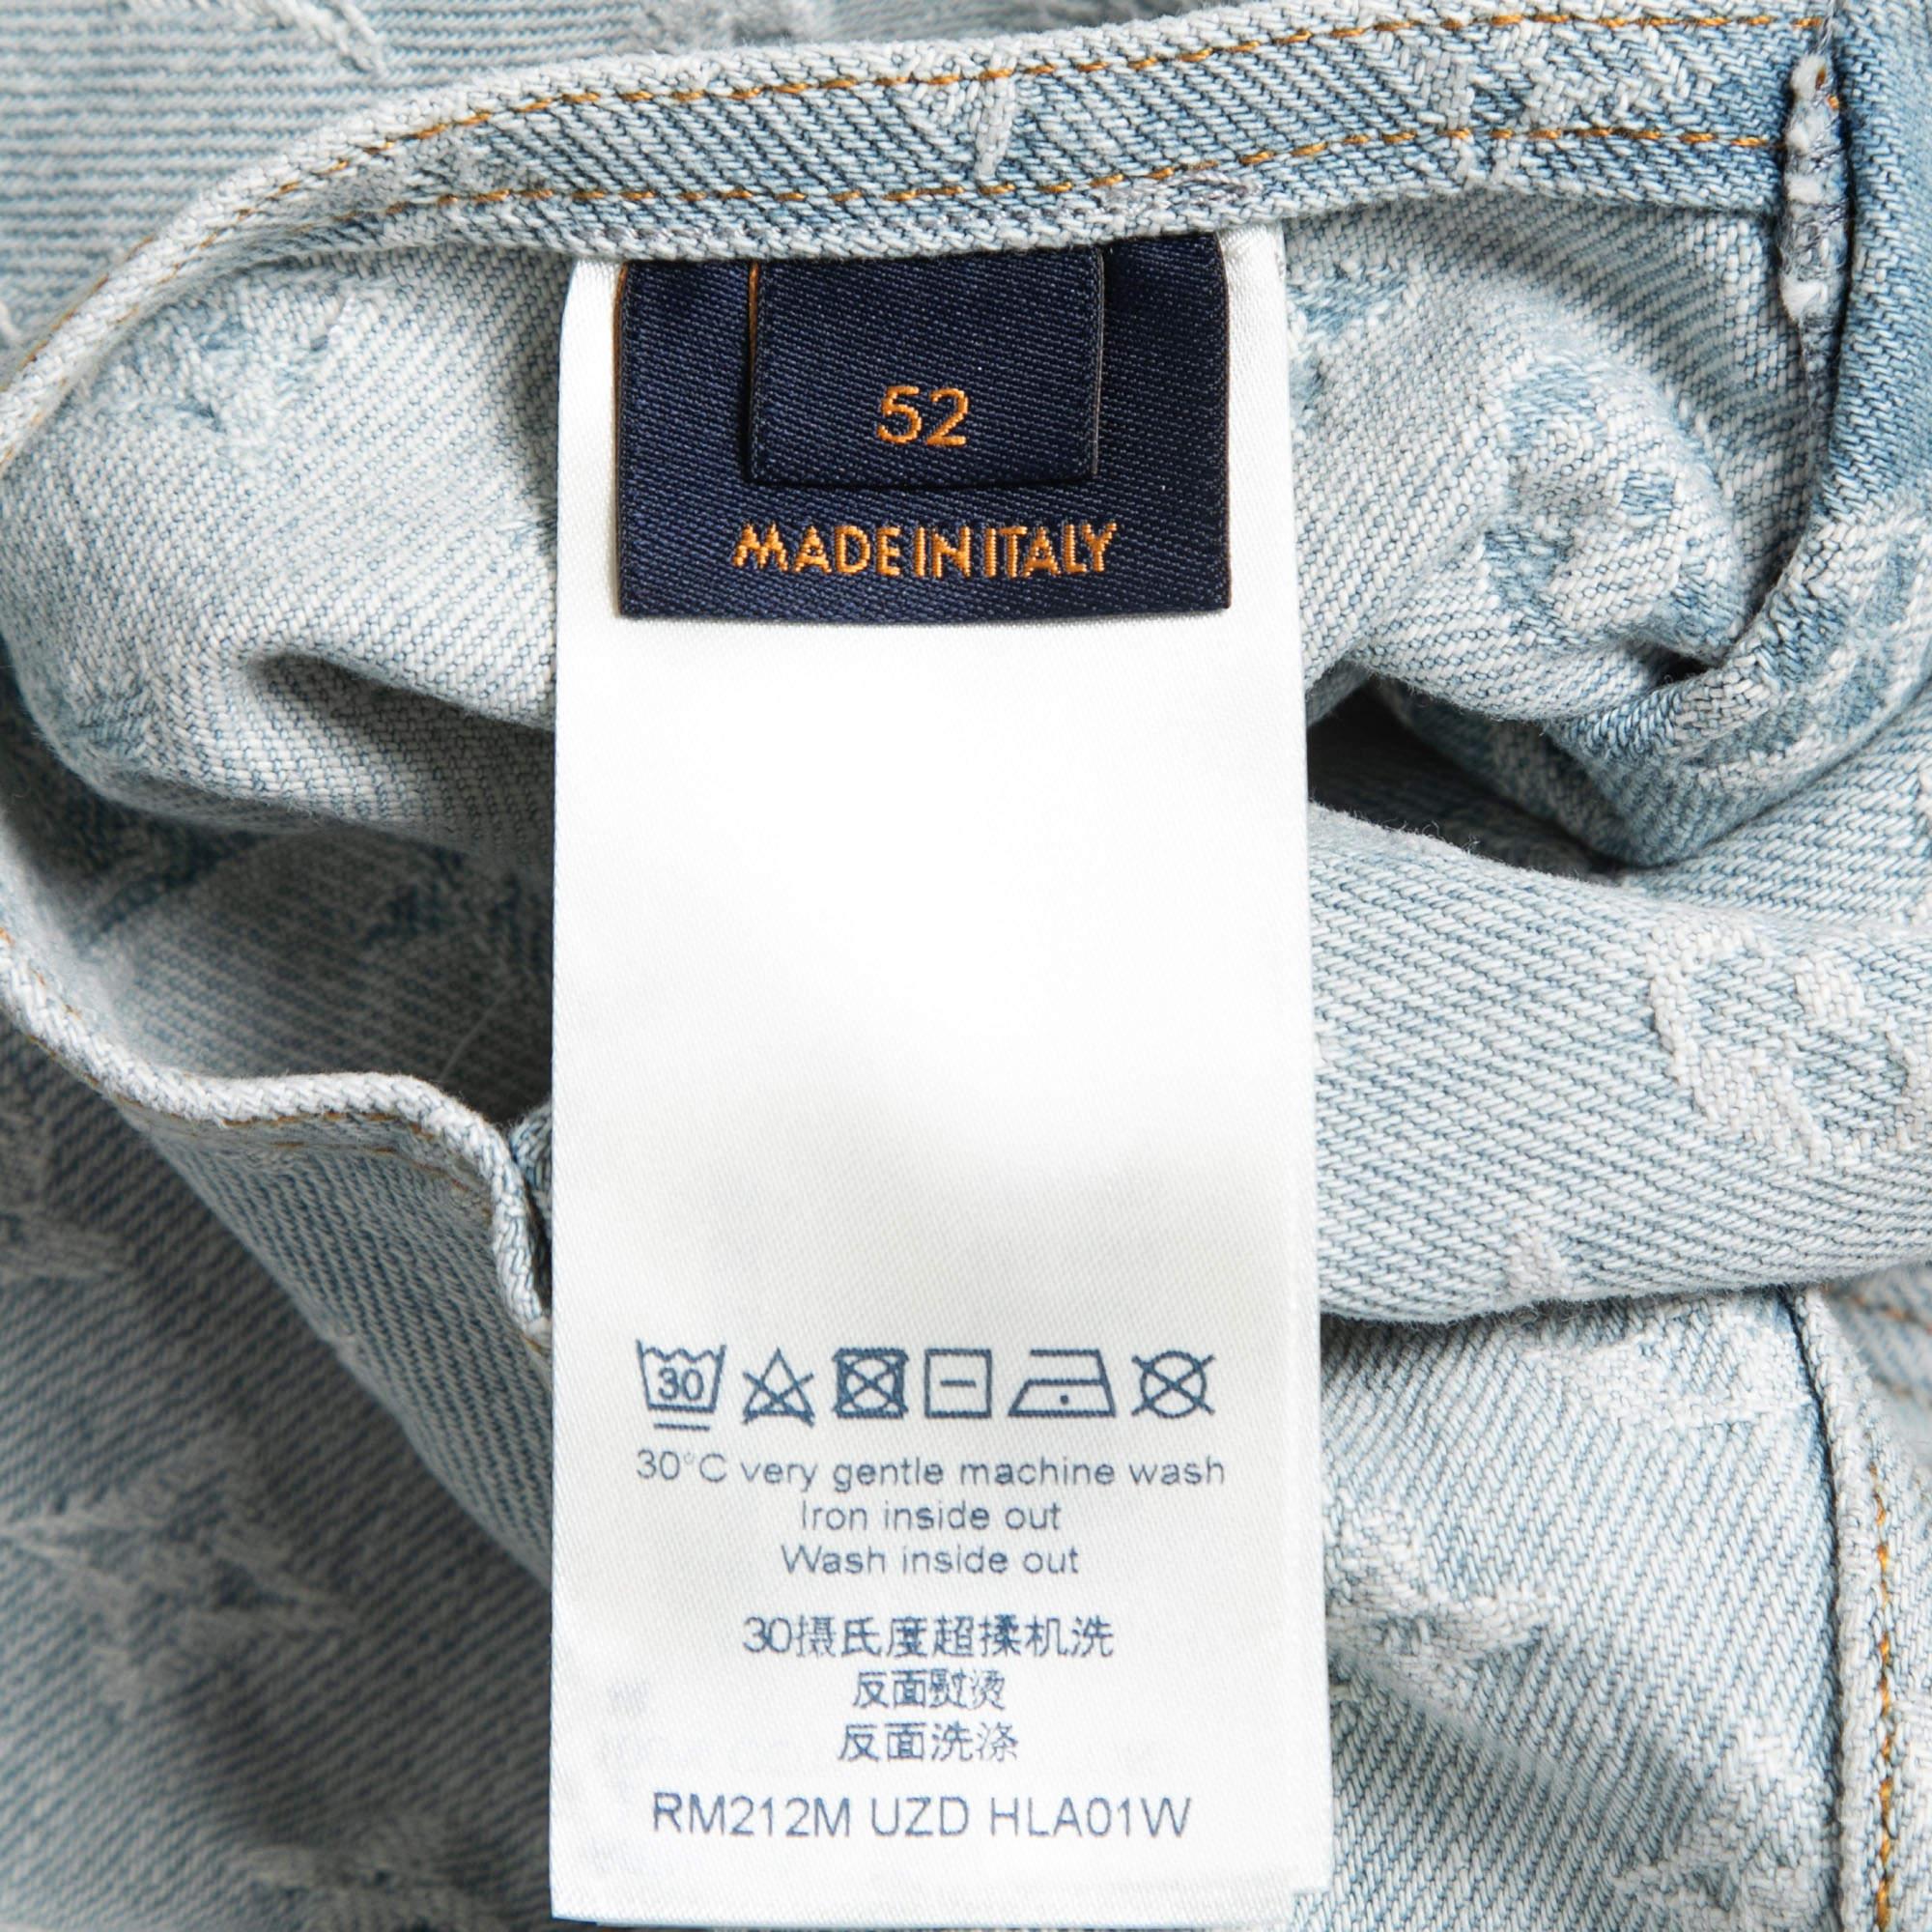 52
MADE IN ITALY
30
30°C very gentle machine wash
Iron inside out
Wash inside out
30摄氏度超揉机洗
反面熨烫
反面洗涤
RM212M UZD HLA01W